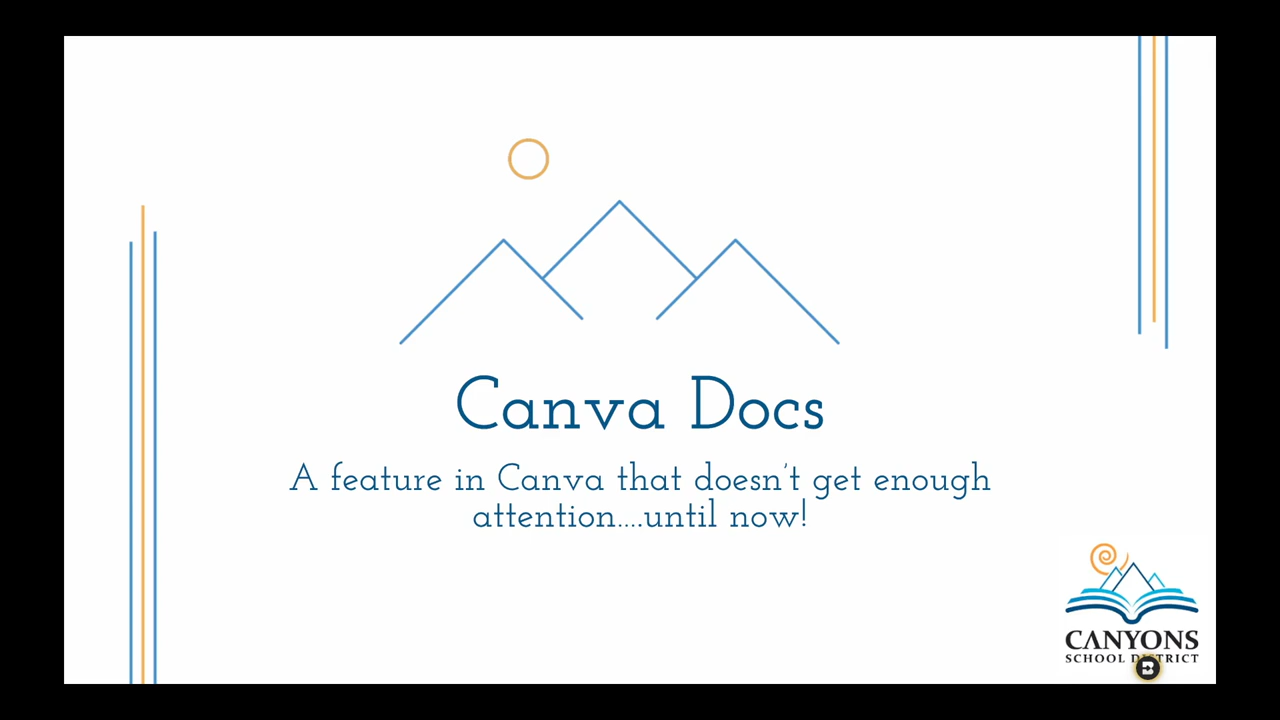 Canva Docs
A feature in Canva that doesn't get enough
attention....until now!
CANYONS
SCHOOL DISTRICT